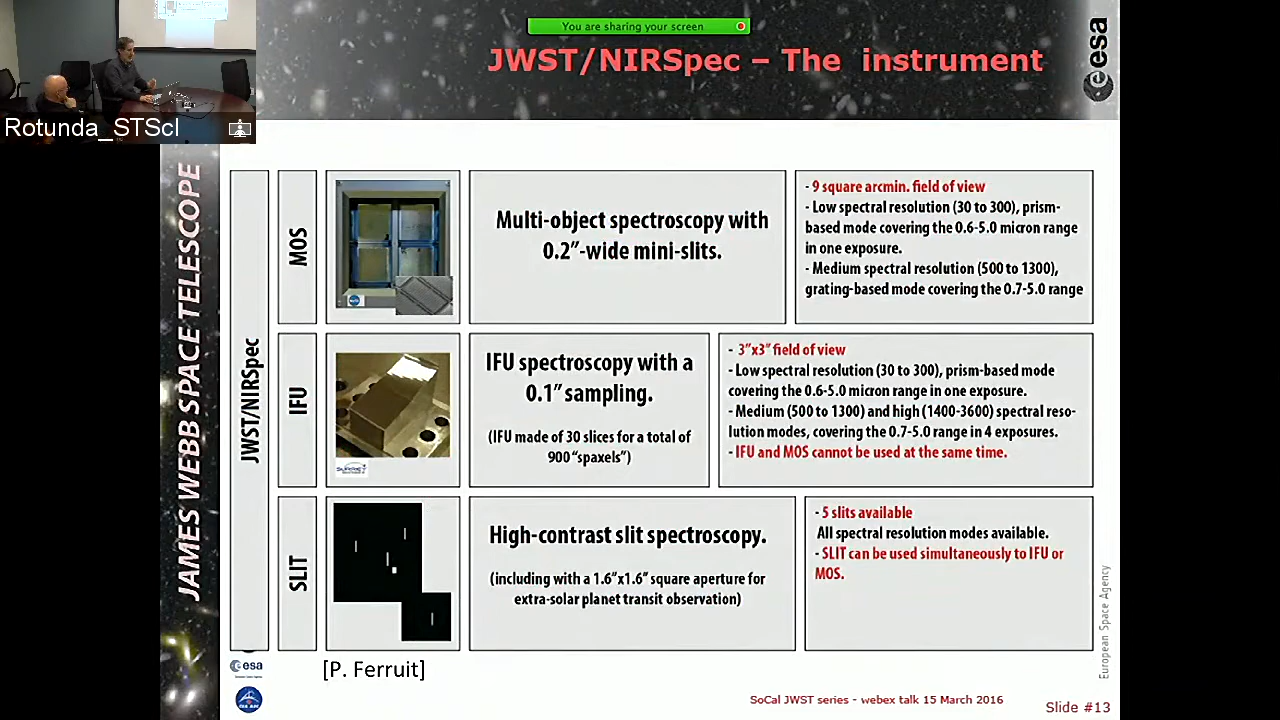 You are sharing your screen
JWST/NIRSpec – The instrument
esa
Rotunda_STScI
JAMES WEBB SPACE TELESCOPE
JWST/NIRSpec
MOS
Multi-object spectroscopy with
0.2”-wide mini-slits.
- 9 square arcmin. field of view
- Low spectral resolution (30 to 300), prism-
based mode covering the 0.6-5.0 micron range
in one exposure.
- Medium spectral resolution (500 to 1300),
grating-based mode covering the 0.7-5.0 range
IFU
IFU spectroscopy with a
0.1” sampling.
(IFU made of 30 slices for a total of
900 “spaxels”)
- 3”x3” field of view
- Low spectral resolution (30 to 300), prism-based mode
covering the 0.6-5.0 micron range in one exposure.
- Medium (500 to 1300) and high (1400-3600) spectral reso-
lution modes, covering the 0.7-5.0 range in 4 exposures.
- IFU and MOS cannot be used at the same time.
SLIT
High-contrast slit spectroscopy.
(including with a 1.6”x1.6” square aperture for
extra-solar planet transit observation)
- 5 slits available
All spectral resolution modes available.
- SLIT can be used simultaneously to IFU or
MOS.
European Space Agency
esa
[P. Ferruit]
SoCal JWST series - webex talk 15 March 2016
Slide #13